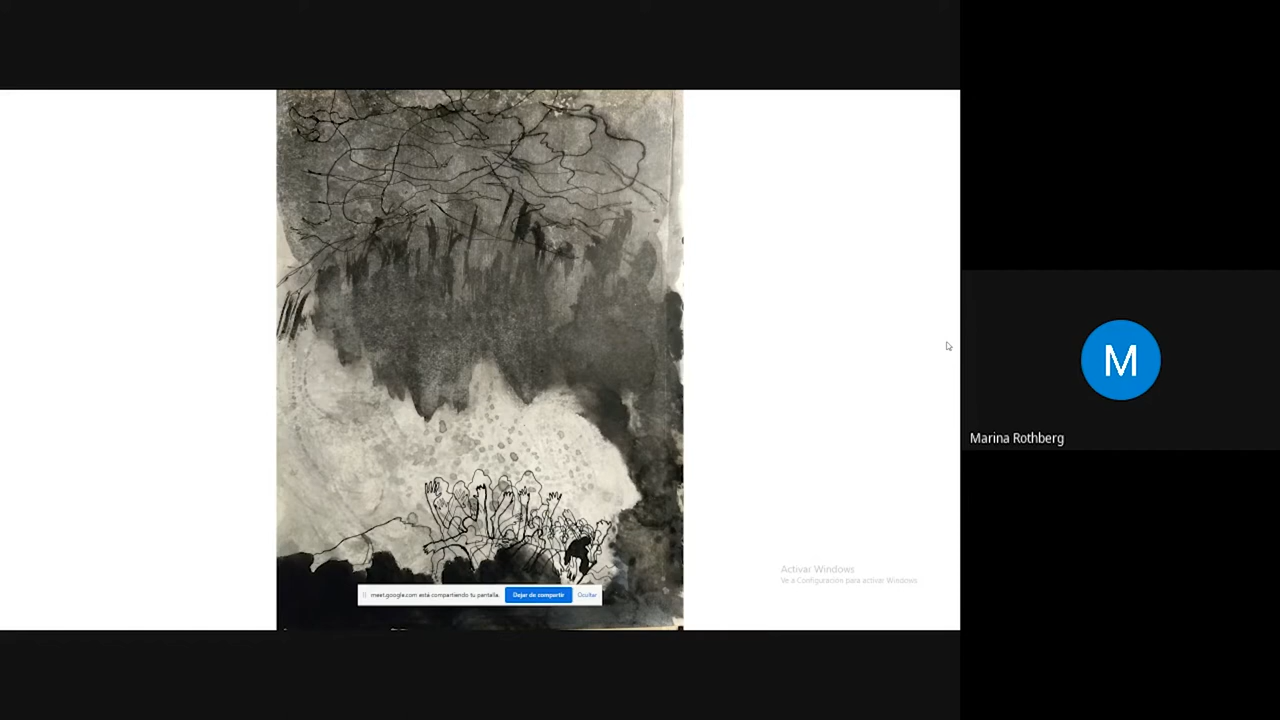 meet.google.com está compartiendo tu pantalla.
Dejar de compartir
Ocultar
Activar Windows
Ve a Configuración para activar Windows.
M
Marina Rothberg